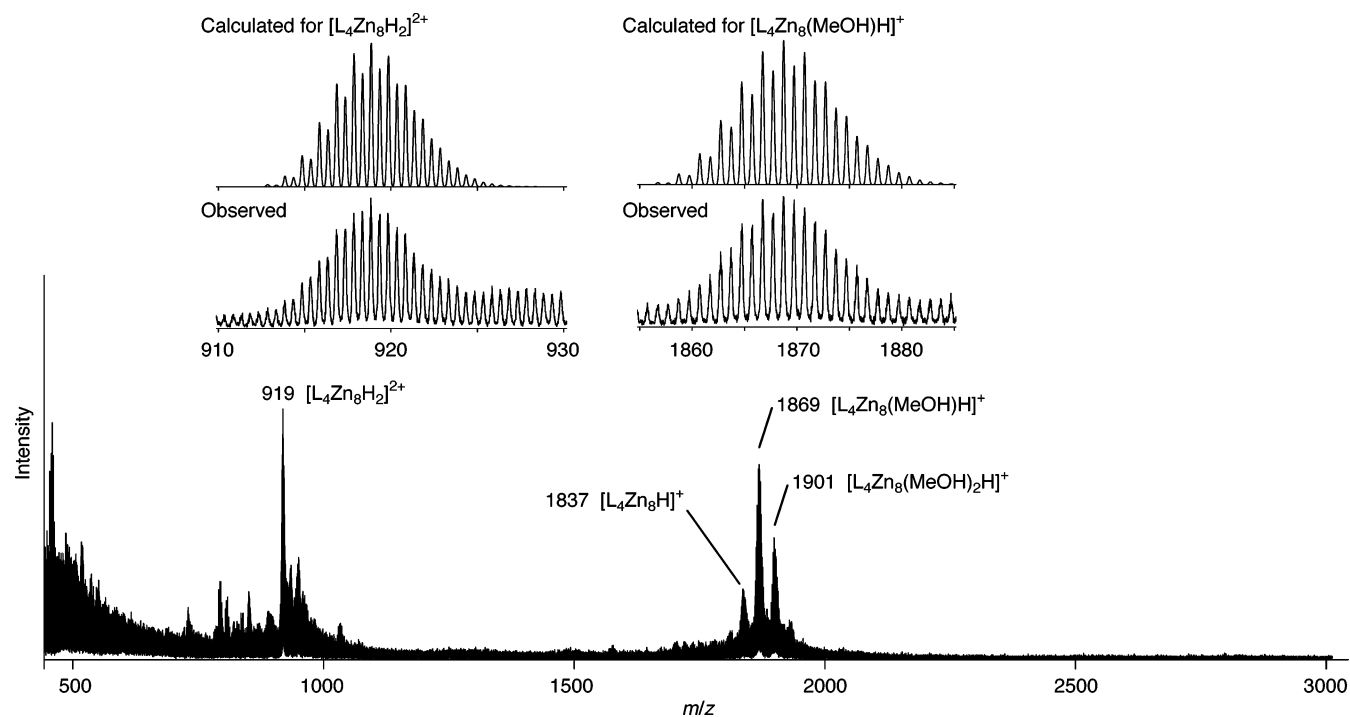 Calculated for [L₄Zn₈H₂]²⁺
Calculated for [L₄Zn₈(MeOH)H]⁺
Observed
Observed
910 920 930
1860 1870 1880
919 [L₄Zn₈H₂]²⁺
1869 [L₄Zn₈(MeOH)H]⁺
1901 [L₄Zn₈(MeOH)₂H]⁺
1837 [L₄Zn₈H]⁺
Intensity
500 1000 1500 2000 2500 3000
m/z